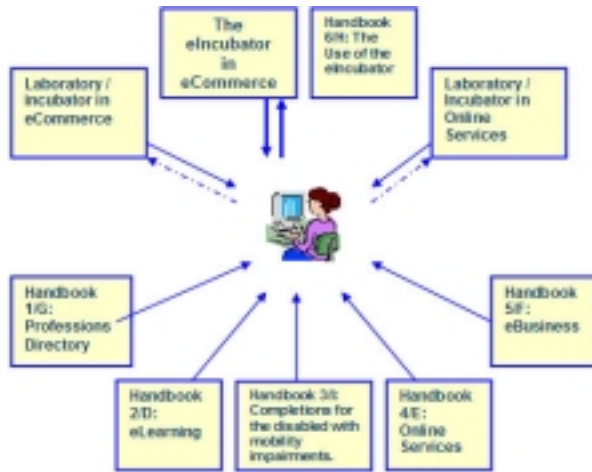 The
eIncubator
in
eCommerce
Handbook
6/H: The
Use of the
eIncubator
Laboratory /
incubator in
eCommerce
Laboratory /
Incubator in
Online
Services
Handbook
1/G:
Professions
Directory
Handbook
5/F:
eBusiness
Handbook
2/D:
eLearning
Handbook
Completions for
the disabled with
mobility
impairments.
Handbook
4/E:
Online
Services